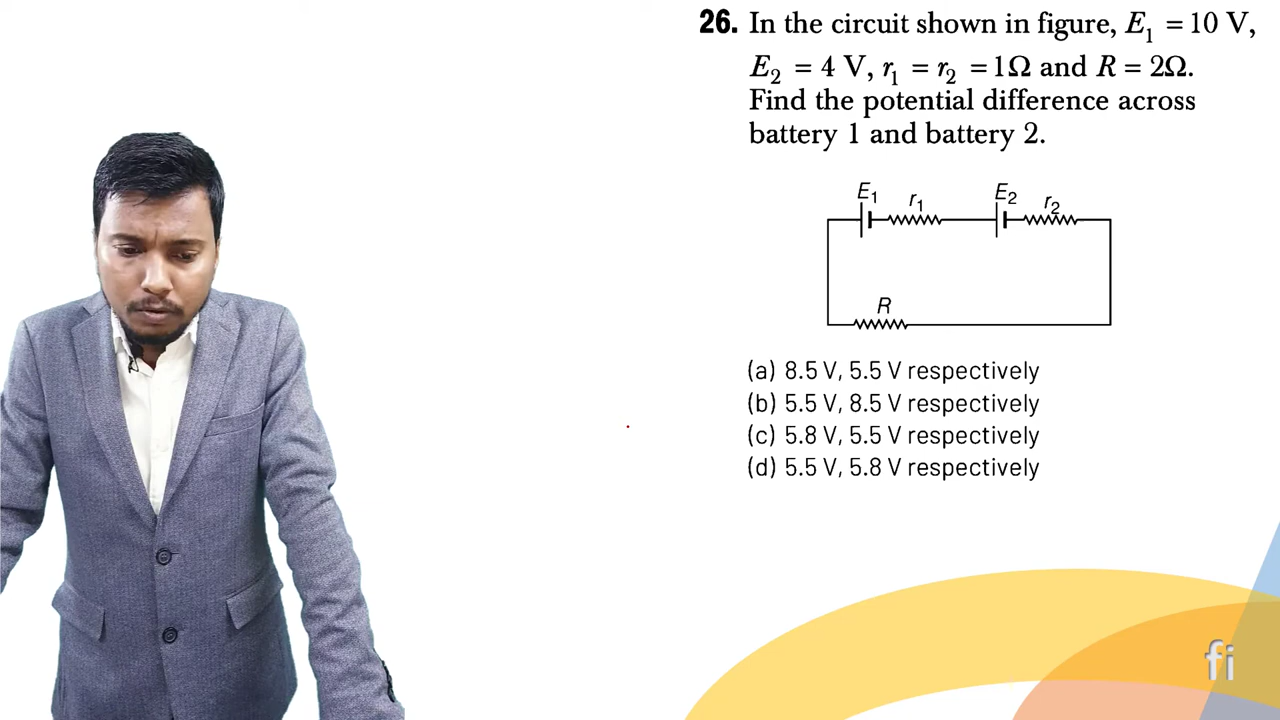 26. In the circuit shown in figure, E₁ = 10 V,
E₂ = 4 V, r₁ = r₂ = 1Ω and R = 2Ω.
Find the potential difference across
battery 1 and battery 2.
E₁ r₁ E₂ r₂
R
(a) 8.5 V, 5.5 V respectively
(b) 5.5 V, 8.5 V respectively
(c) 5.8 V, 5.5 V respectively
(d) 5.5 V, 5.8 V respectively
fi